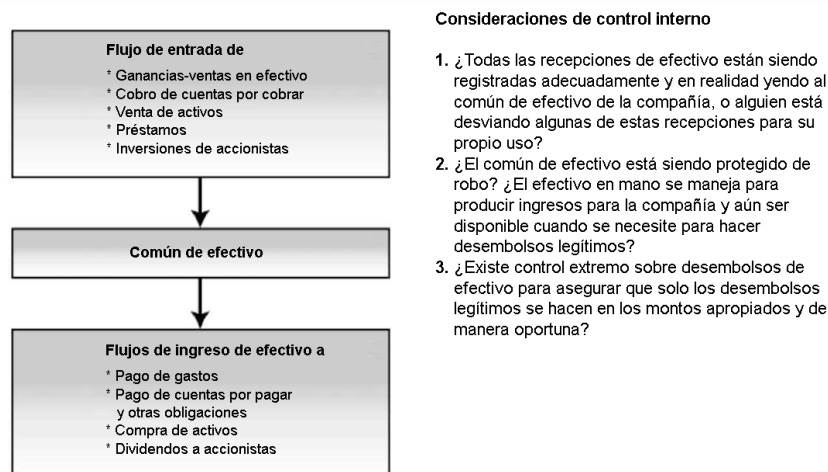 Flujo de entrada de
* Ganancias-ventas en efectivo
* Cobro de cuentas por cobrar
* Venta de activos
* Préstamos
* Inversiones de accionistas
Común de efectivo
Flujos de ingreso de efectivo a
* Pago de gastos
* Pago de cuentas por pagar
y otras obligaciones
* Compra de activos
* Dividendos a accionistas
Consideraciones de control interno
1. ¿Todas las recepciones de efectivo están siendo
registradas adecuadamente y en realidad yendo al
común de efectivo de la compañía, o alguien está
desviando algunas de estas recepciones para su
propio uso?
2. ¿El común de efectivo está siendo protegido de
robo? ¿El efectivo en mano se maneja para
producir ingresos para la compañía y aún ser
disponible cuando se necesite para hacer
desembolsos legítimos?
3. ¿Existe control extremo sobre desembolsos de
efectivo para asegurar que solo los desembolsos
legítimos se hacen en los montos apropiados y de
manera oportuna?